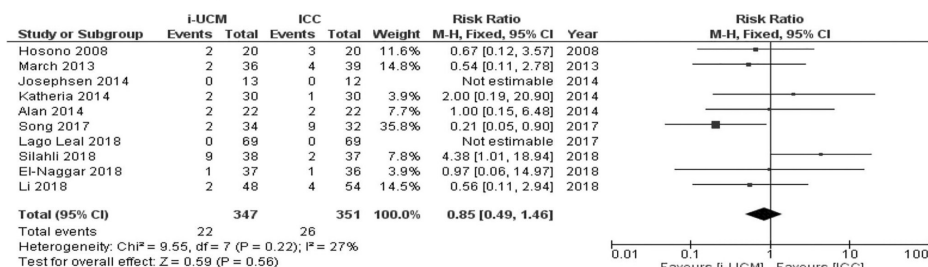 i-UCM ICC Risk Ratio Risk Ratio
Study or Subgroup Events Total Events Total Weight M-H, Fixed, 95% CI Year M-H, Fixed, 95% CI
Hosono 2008 2 20 3 20 11.6% 0.67 [0.12, 3.57] 2008
March 2013 2 36 4 39 14.8% 0.54 [0.11, 2.78] 2013
Josephsen 2014 0 13 0 12 Not estimable 2014
Katheria 2014 2 30 1 30 3.9% 2.00 [0.19, 20.90] 2014
Alan 2014 2 22 2 22 7.7% 1.00 [0.15, 6.48] 2014
Song 2017 2 34 9 32 35.8% 0.21 [0.05, 0.90] 2017
Lago Leal 2018 0 69 0 69 Not estimable 2017
Silahli 2018 9 38 2 37 7.8% 4.38 [1.01, 18.94] 2018
El-Naggar 2018 1 37 1 36 3.9% 0.97 [0.06, 14.97] 2018
Li 2018 2 48 4 54 14.5% 0.56 [0.11, 2.94] 2018
Total (95% CI) 347 351 100.0% 0.85 [0.49, 1.46]
Total events 22 26
Heterogeneity: Chi² = 9.55, df = 7 (P = 0.22); I² = 27%
Test for overall effect: Z = 0.59 (P = 0.56)
0.01 0.1 1 10 100
Favours [i-UCM] Favours [ICC]